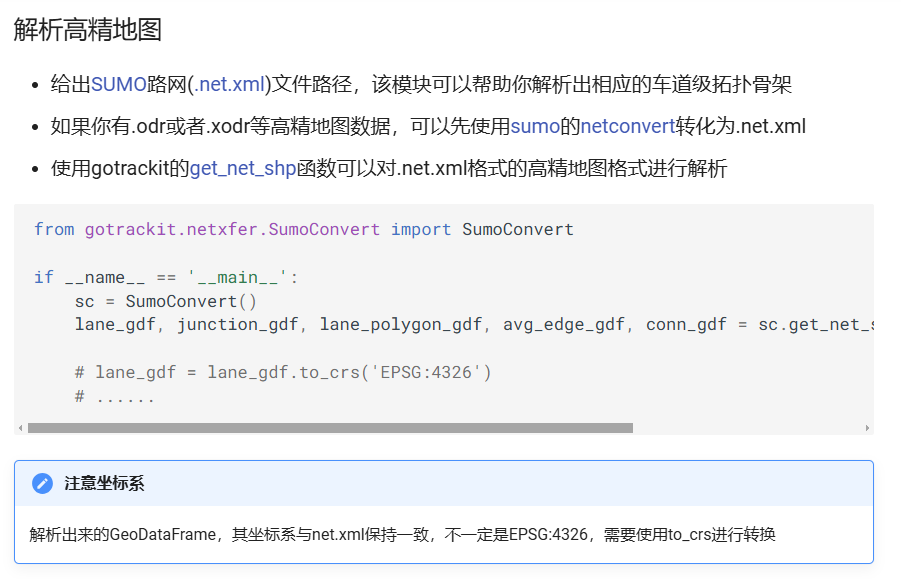 解析高精地图
给出SUMO路网(.net.xml)文件路径，该模块可以帮助你解析出相应的车道级拓扑骨架
如果你有.odr或者.xodr等高精地图数据，可以先使用sumo的netconvert转化为.net.xml
使用gotrackit的get_net_shp函数可以对.net.xml格式的高精地图格式进行解析
from gotrackit.netxfer.SumoConvert import SumoConvert
if __name__ == '__main__':
    sc = SumoConvert()
    lane_gdf, junction_gdf, lane_polygon_gdf, avg_edge_gdf, conn_gdf = sc.get_net_s
    # lane_gdf = lane_gdf.to_crs('EPSG:4326')
    # ......
注意坐标系
解析出来的GeoDataFrame，其坐标系与net.xml保持一致，不一定是EPSG:4326，需要使用to_crs进行转换